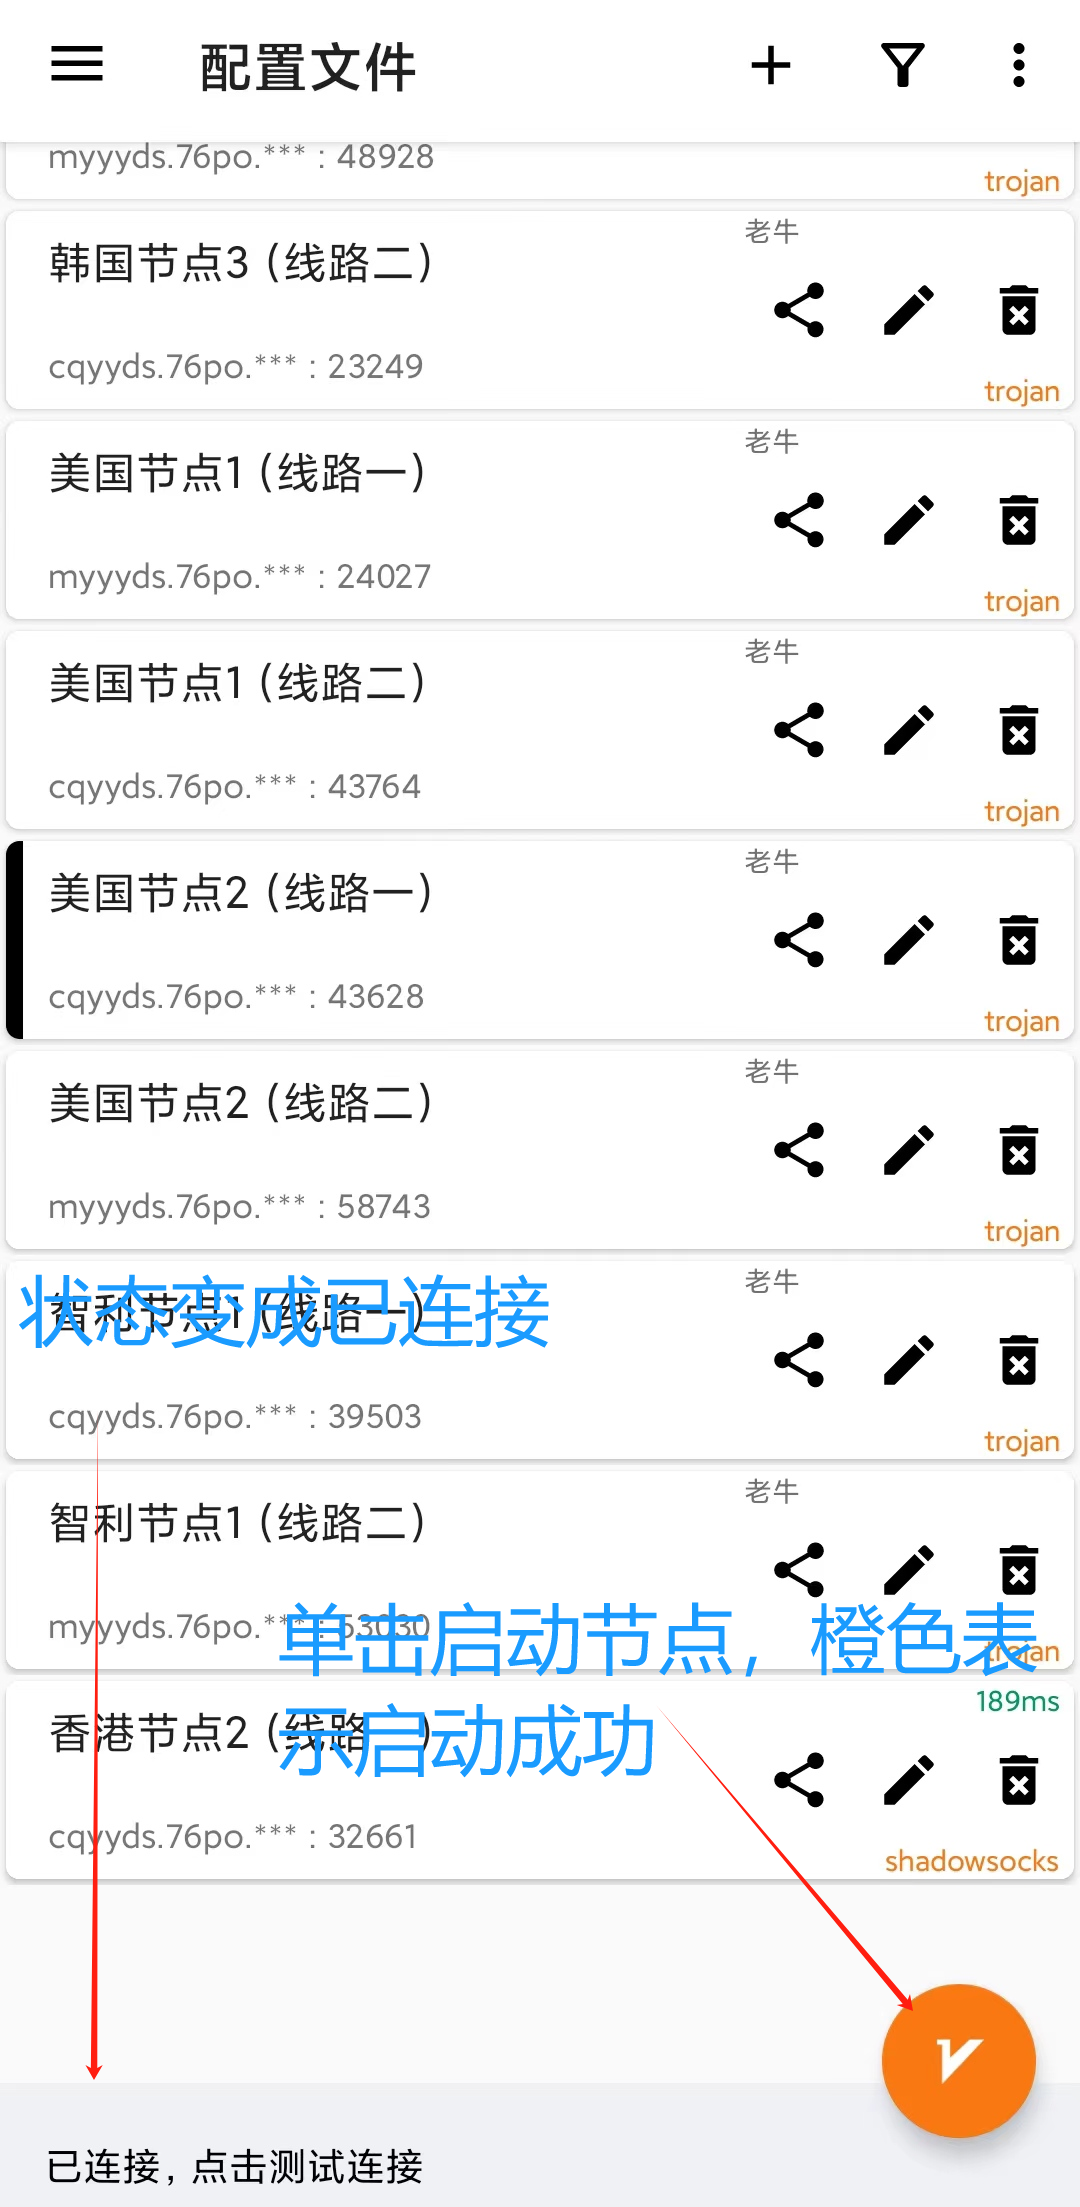 配置文件
myyyds.76po.*** : 48928
trojan
韩国节点3 (线路二)
老牛
cqyyds.76po.*** : 23249
trojan
美国节点1 (线路一)
老牛
myyyds.76po.*** : 24027
trojan
美国节点1 (线路二)
老牛
cqyyds.76po.*** : 43764
trojan
美国节点2 (线路一)
老牛
cqyyds.76po.*** : 43628
trojan
美国节点2 (线路二)
老牛
myyyds.76po.*** : 58743
trojan
状态变成已连接
智利节点1 (线路一)
老牛
cqyyds.76po.*** : 39503
trojan
智利节点1 (线路二)
老牛
myyyds.76po.*** : 53030
trojan
单击启动节点，橙色表
示启动成功
香港节点2 (线路
189ms
cqyyds.76po.*** : 32661
shadowsocks
已连接，点击测试连接